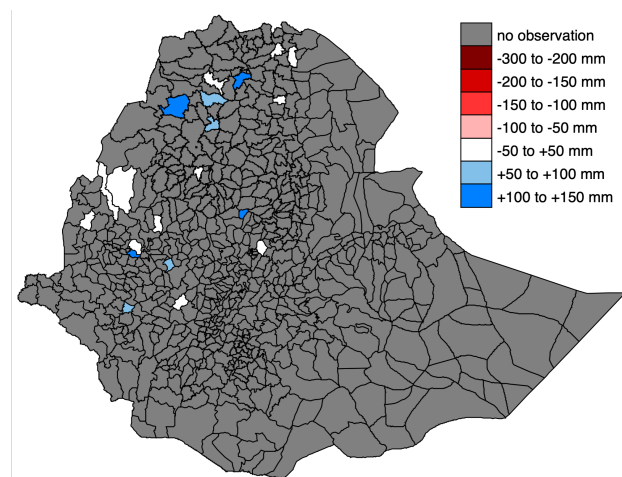 no observation
-300 to -200 mm
-200 to -150 mm
-150 to -100 mm
-100 to -50 mm
-50 to +50 mm
+50 to +100 mm
+100 to +150 mm